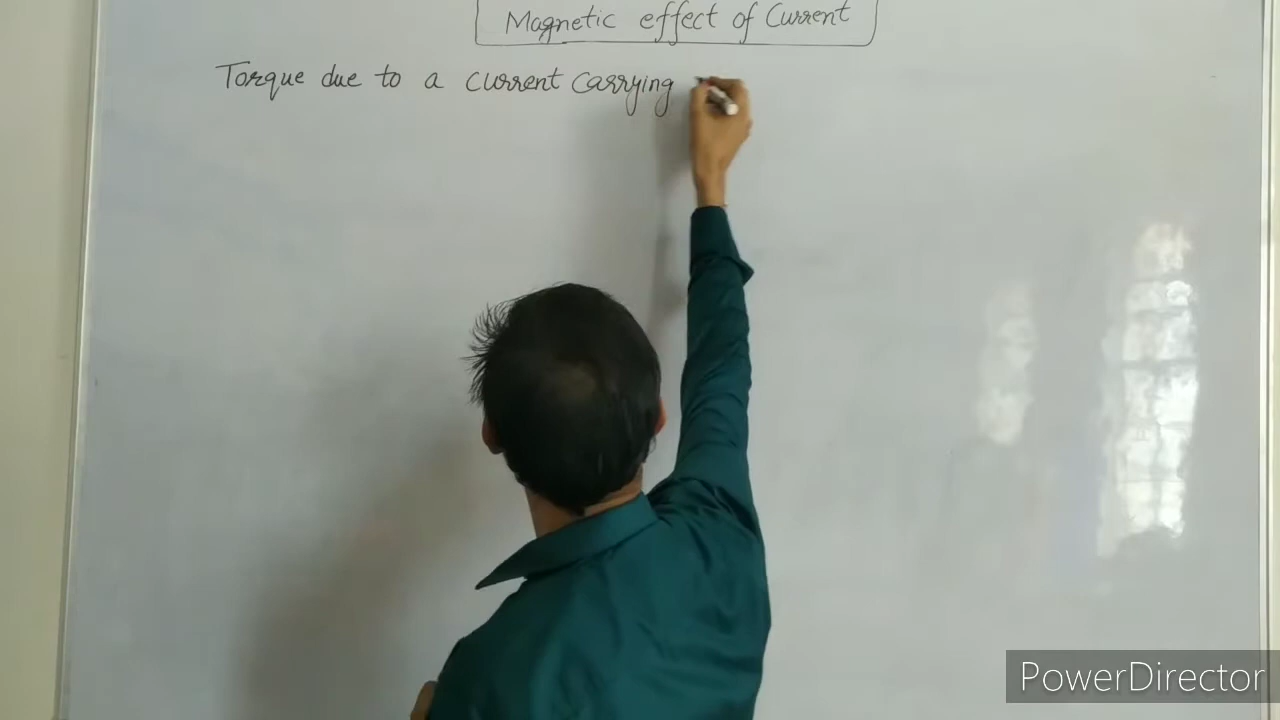 Magnetic effect of Current
Torque due to a current carrying
PowerDirector